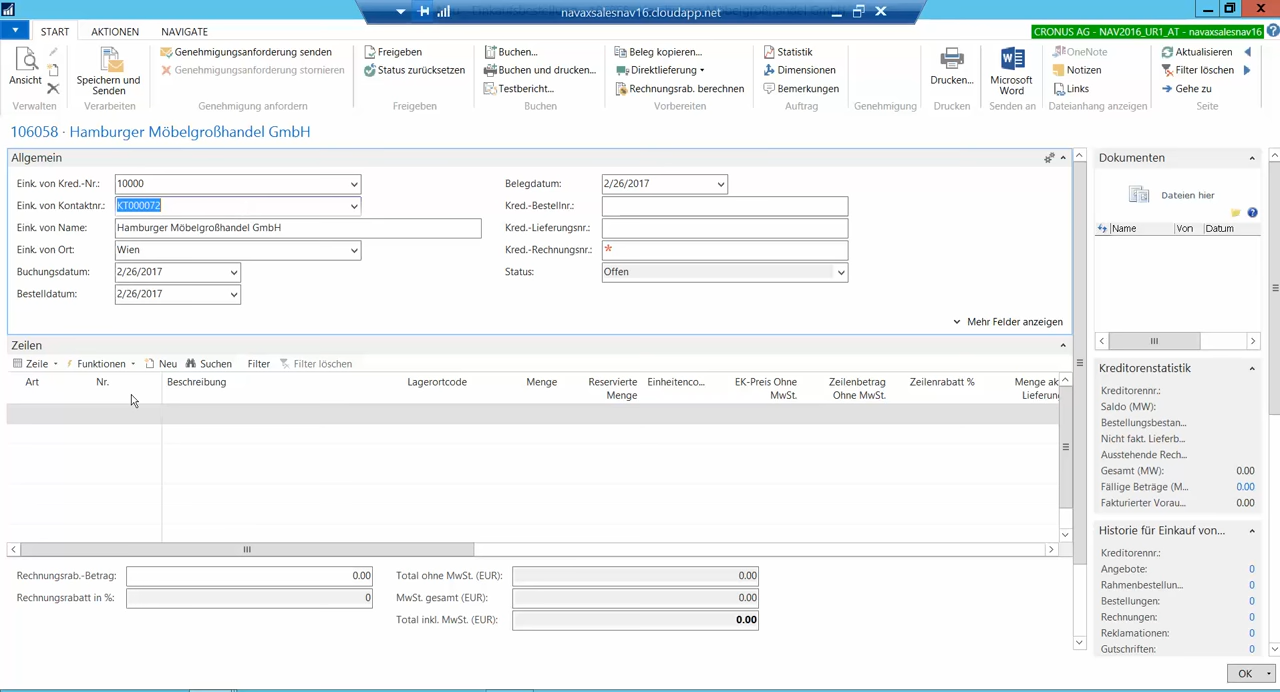 navaxsalesnav16.cloudapp.net
START AKTIONEN NAVIGATE
CRONUS AG - NAV2016_UR1_AT - navaxsalesnav16
Ansicht
Verwalten
Speichern und Senden
Verarbeiten
Genehmigungsanforderung senden
Genehmigungsanforderung stornieren
Genehmigung anfordern
Freigeben
Status zurücksetzen
Freigeben
Buchen...
Buchen und drucken...
Testbericht...
Buchen
Beleg kopieren...
Direktlieferung
Rechnungsrab. berechnen
Vorbereiten
Statistik
Dimensionen
Bemerkungen
Auftrag
Genehmigung
Drucken...
Drucken
Microsoft Word
Senden an
OneNote
Notizen
Links
Dateianhang anzeigen
Aktualisieren
Filter löschen
Gehe zu
Seite
106058 · Hamburger Möbelgroßhandel GmbH
Allgemein
Eink. von Kred.-Nr.: 10000
Eink. von Kontaktnr.: KT000072
Eink. von Name: Hamburger Möbelgroßhandel GmbH
Eink. von Ort: Wien
Buchungsdatum: 2/26/2017
Bestelldatum: 2/26/2017
Belegdatum: 2/26/2017
Kred.-Bestellnr.:
Kred.-Lieferungsnr.:
Kred.-Rechnungsnr.: *
Status: Offen
Mehr Felder anzeigen
Zeilen
Zeile Funktionen Neu Suchen Filter Filter löschen
Art Nr. Beschreibung Lagerortcode Menge Reservierte Menge Einheitenco... EK-Preis Ohne MwSt. Zeilenbetrag Ohne MwSt. Zeilenrabatt % Menge ak Lieferung
Rechnungsrab.-Betrag: 0.00
Rechnungsrabatt in %: 0
Total ohne MwSt. (EUR): 0.00
MwSt. gesamt (EUR): 0.00
Total inkl. MwSt. (EUR): 0.00
Dokumenten
Dateien hier
Name Von Datum
Kreditorenstatistik
Kreditorennr.:
Saldo (MW):
Bestellungsbestan...
Nicht fakt. Lieferb...
Ausstehende Rech...
Gesamt (MW): 0.00
Fällige Beträge (M... 0.00
Fakturierter Vorau... 0.00
Historie für Einkauf von...
Kreditorennr.:
Angebote: 0
Rahmenbestellun... 0
Bestellungen: 0
Rechnungen: 0
Reklamationen: 0
Gutschriften: 0
OK